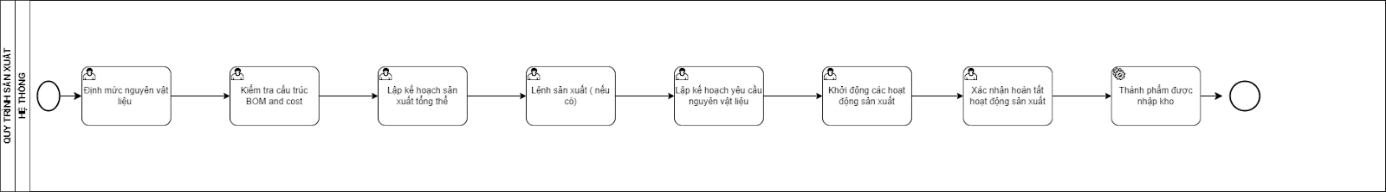 QUY TRÌNH SẢN XUẤT
HỆ THỐNG
Định mức nguyên vật
liệu
Kiểm tra cấu trúc
BOM and cost
Lập kế hoạch sản
xuất tổng thể
Lệnh sản xuất ( nếu
có)
Lập kế hoạch yêu cầu
nguyên vật liệu
Khởi động các hoạt
động sản xuất
Xác nhận hoàn tất
hoạt động sản xuất
Thành phẩm được
nhập kho